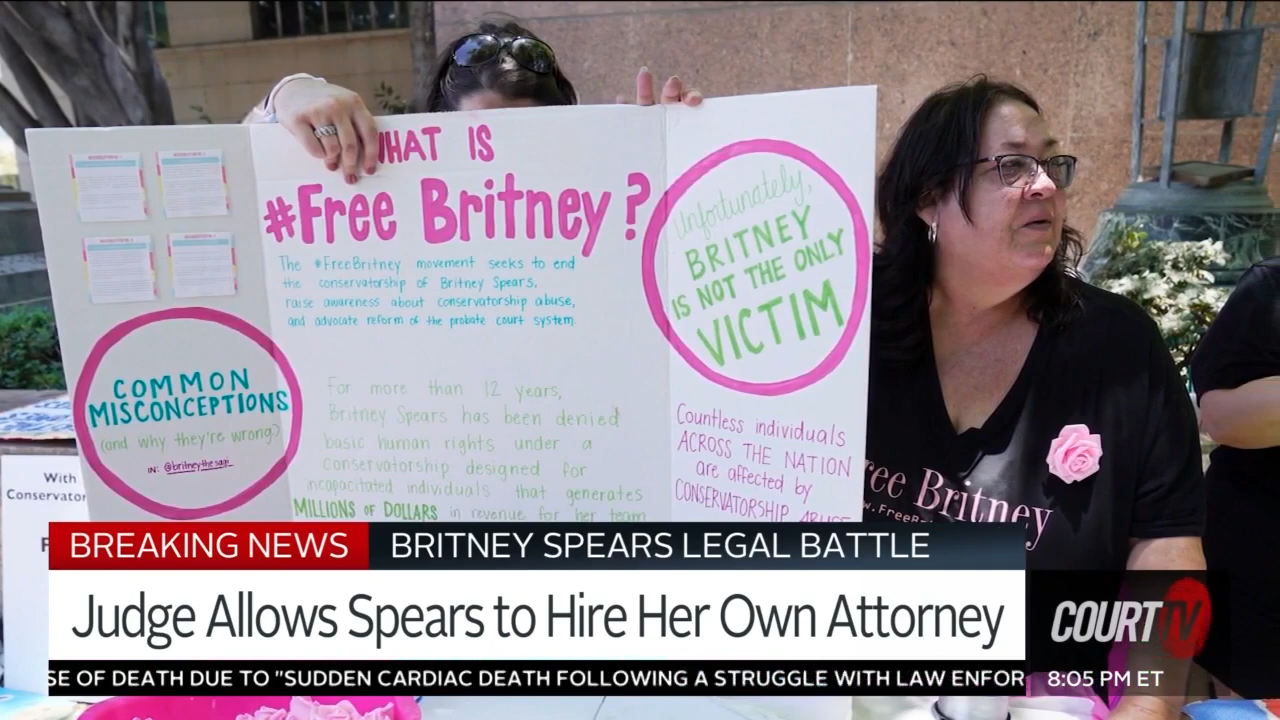 WHAT IS
#Free Britney?
The #FreeBritney movement seeks to end
the conservatorship of Britney Spears,
raise awareness about conservatorship abuse,
and advocate reform of the probate court system.
For more than 12 years,
Britney Spears has been denied
basic human rights under a
conservatorship designed for
incapacitated individuals that generates
MILLIONS OF DOLLARS in revenue for her team
COMMON
MISCONCEPTIONS
(and why they're wrong?)
IN:
Unfortunately,
BRITNEY
IS NOT THE ONLY
VICTIM
Countless individuals
ACROSS THE NATION
are affected by
CONSERVATORSHIP ABUSE
With
Conservator
ree Britney
BREAKING NEWS
BRITNEY SPEARS LEGAL BATTLE
Judge Allows Spears to Hire Her Own Attorney
COURT TV
SE OF DEATH DUE TO "SUDDEN CARDIAC DEATH FOLLOWING A STRUGGLE WITH LAW ENFOR
8:05 PM ET